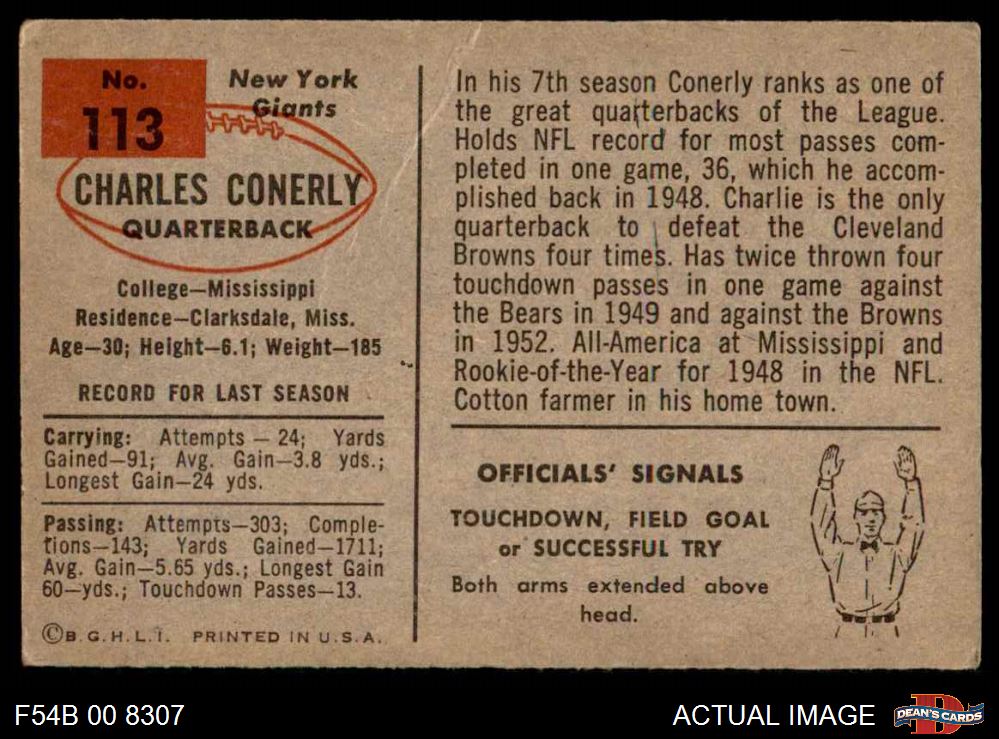 No.
113
New York
Giants
CHARLES CONERLY
QUARTERBACK
College—Mississippi
Residence—Clarksdale, Miss.
Age—30; Height—6.1; Weight—185
RECORD FOR LAST SEASON
Carrying: Attempts — 24; Yards
Gained—91; Avg. Gain—3.8 yds.;
Longest Gain—24 yds.
Passing: Attempts—303; Comple-
tions—143; Yards Gained—1711;
Avg. Gain—5.65 yds.; Longest Gain
60—yds.; Touchdown Passes—13.
©B.G.H.L.I. PRINTED IN U.S.A.
In his 7th season Conerly ranks as one of
the great quarterbacks of the League.
Holds NFL record for most passes com-
pleted in one game, 36, which he accom-
plished back in 1948. Charlie is the only
quarterback to defeat the Cleveland
Browns four times. Has twice thrown four
touchdown passes in one game against
the Bears in 1949 and against the Browns
in 1952. All-America at Mississippi and
Rookie-of-the-Year for 1948 in the NFL.
Cotton farmer in his home town.
OFFICIALS' SIGNALS
TOUCHDOWN, FIELD GOAL
or SUCCESSFUL TRY
Both arms extended above
head.
F54B 00 8307
ACTUAL IMAGE
D
DEAN'S CARDS